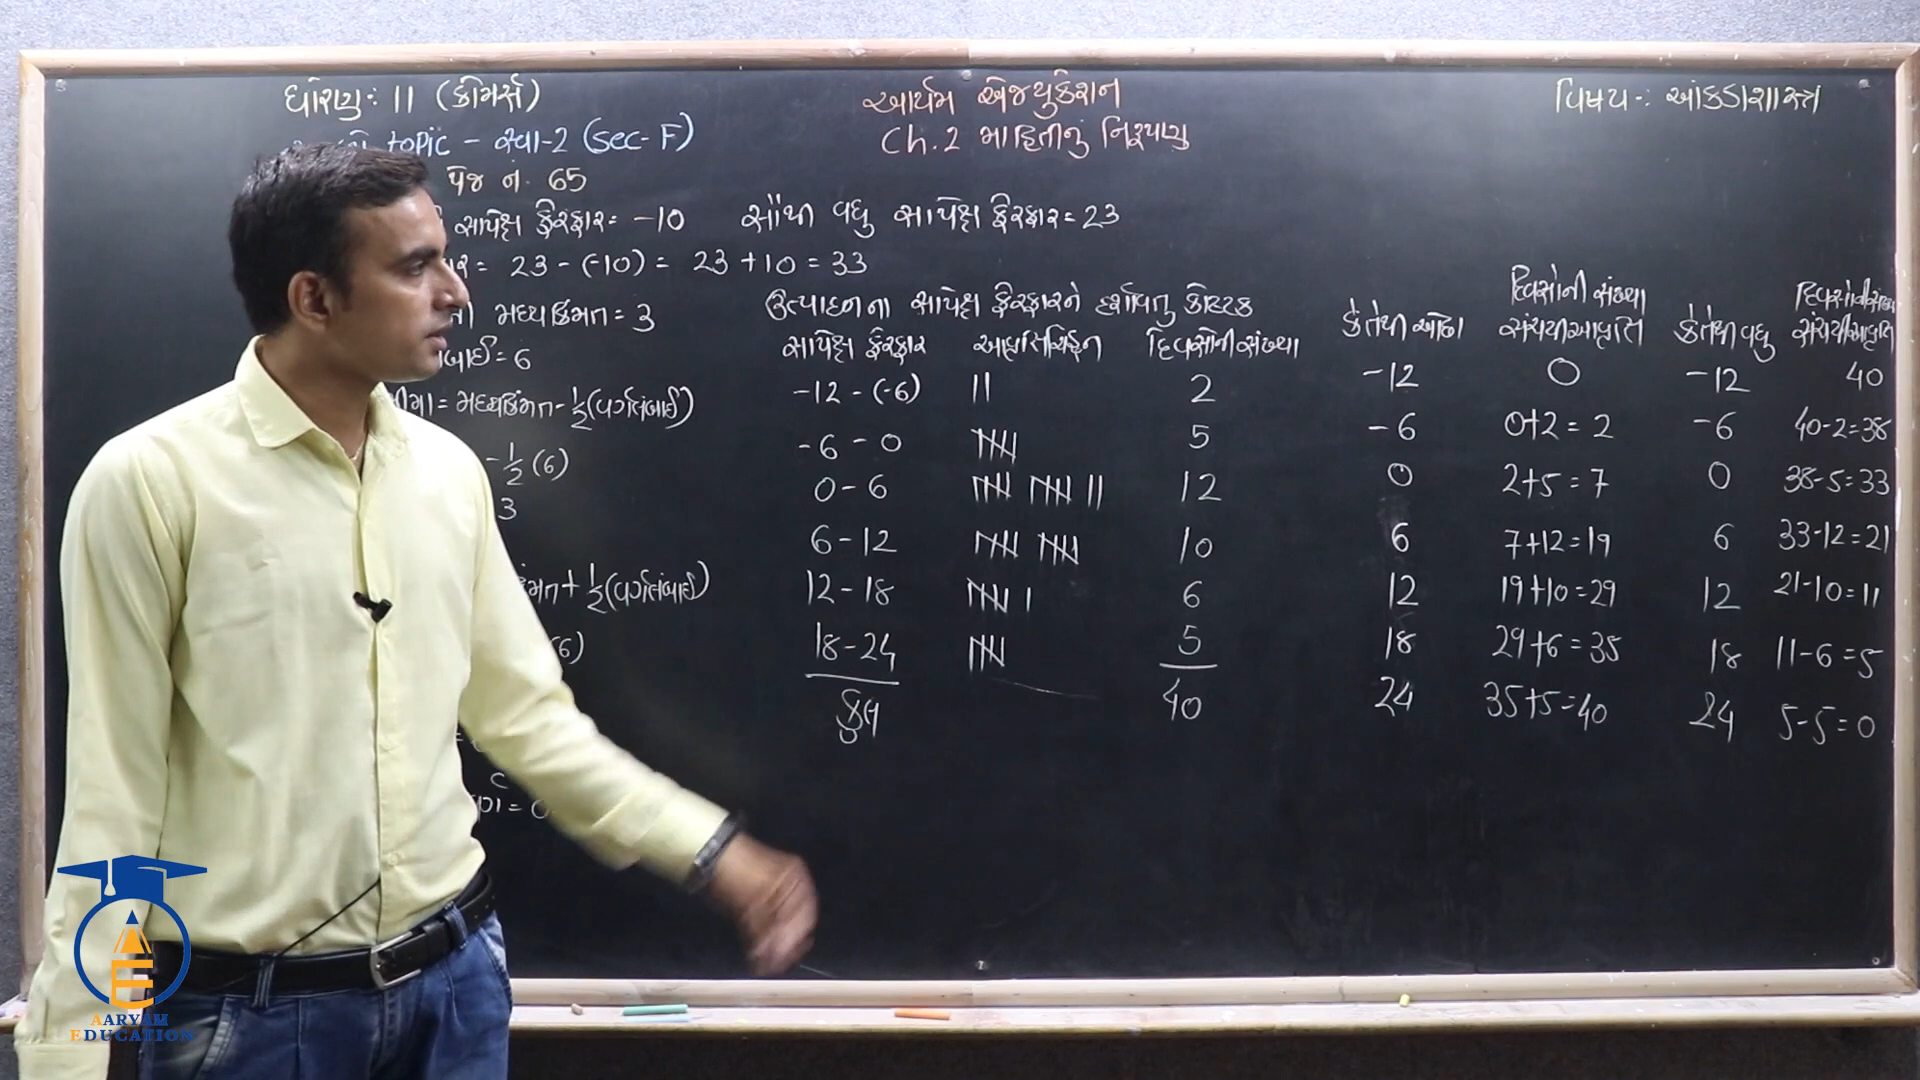 ધોરણ : 11 (કોમર્સ)
આર્યમ એજ્યુકેશન
વિષય -: આંકડાશાસ્ત્ર
topic - સ્વા-2 (sec-F)
Ch. 2 માહિતીનું નિરૂપણ
પેજ નં. 65
સાપેક્ષ ફેરફાર = -10 સૌથી વધુ સાપેક્ષ ફેરફાર = 23
= 23 - (-10) = 23 + 10 = 33
મધ્યકિંમત = 3
= 6
= મધ્યકિંમત - 1/2 (વર્ગલંબાઈ)
- 1/2 (6)
3
+ 1/2 (વર્ગલંબાઈ)
6)
ઉત્પાદનના સાપેક્ષ ફેરફારને દર્શાવતુ કોષ્ટક
સાપેક્ષ ફેરફાર આવૃત્તિચિહ્ન દિવસોની સંખ્યા
-12 - (-6) || 2
-6 - 0 5
0 - 6 || 12
6 - 12 10
12 - 18 | 6
18 - 24 5
કુલ 40
કે તેથી ઓછા દિવસોની સંખ્યા સંચયી આવૃત્તિ
-12 0
-6 0+2 = 2
0 2+5 = 7
6 7+12 = 19
12 19+10 = 29
18 29+6 = 35
24 35+5 = 40
કે તેથી વધુ દિવસોની સંખ્યા સંચયી આવૃત્તિ
-12 40
-6 40-2=38
0 38-5=33
6 33-12=21
12 21-10=11
18 11-6=5
24 5-5=0
AARYAM
EDUCATION